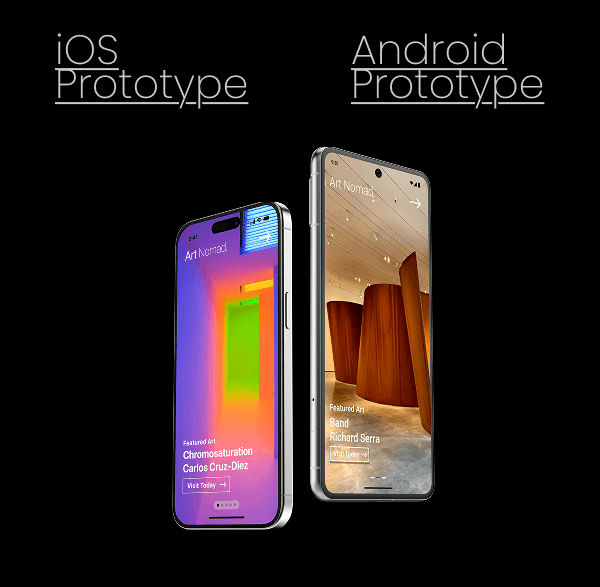 iOS
Prototype
Android
Prototype
9:41
Art Nomad
Featured Art
Chromosaturation
Carlos Cruz-Diez
Visit Today →
9:30
Art Nomad
Featured Art
Band
Richard Serra
Visit Today →